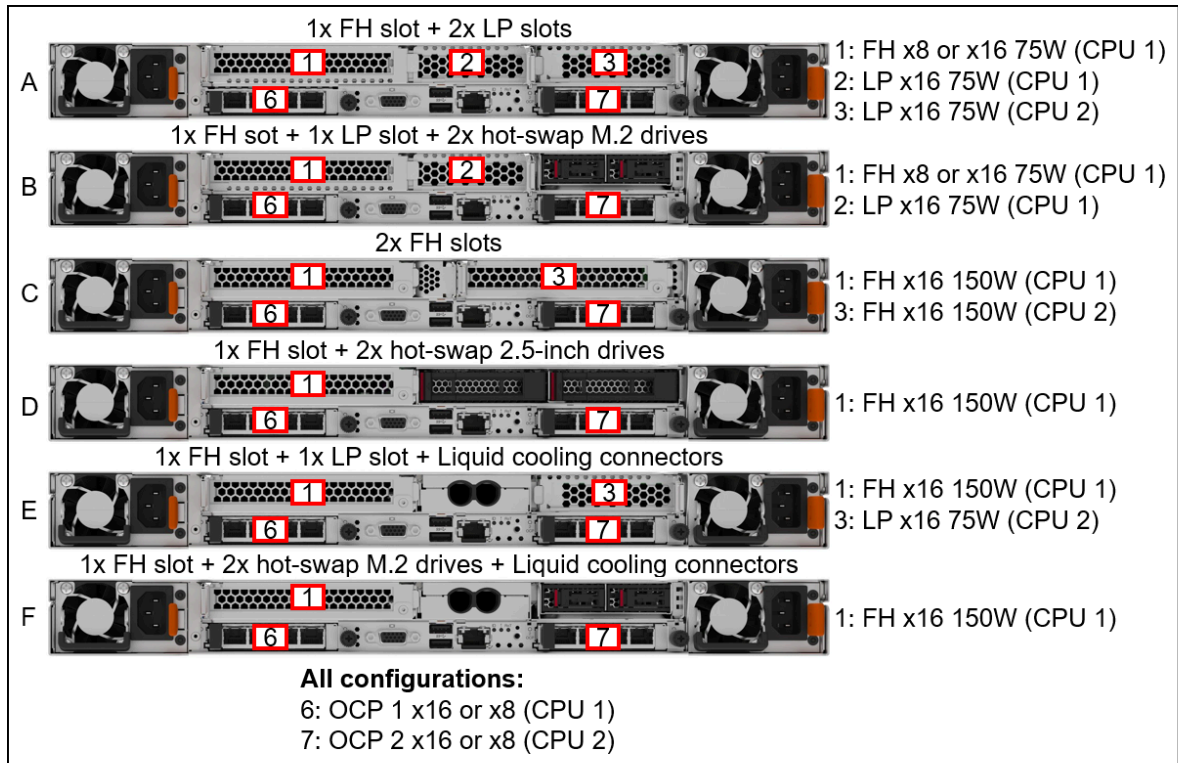 1x FH slot + 2x LP slots
A
1
2
3
6
7
1: FH x8 or x16 75W (CPU 1)
2: LP x16 75W (CPU 1)
3: LP x16 75W (CPU 2)
1x FH sot + 1x LP slot + 2x hot-swap M.2 drives
B
1
2
6
7
1: FH x8 or x16 75W (CPU 1)
2: LP x16 75W (CPU 1)
2x FH slots
C
1
3
6
7
1: FH x16 150W (CPU 1)
3: FH x16 150W (CPU 2)
1x FH slot + 2x hot-swap 2.5-inch drives
D
1
6
7
1: FH x16 150W (CPU 1)
1x FH slot + 1x LP slot + Liquid cooling connectors
E
1
3
6
7
1: FH x16 150W (CPU 1)
3: LP x16 75W (CPU 2)
1x FH slot + 2x hot-swap M.2 drives + Liquid cooling connectors
F
1
6
7
1: FH x16 150W (CPU 1)
All configurations:
6: OCP 1 x16 or x8 (CPU 1)
7: OCP 2 x16 or x8 (CPU 2)